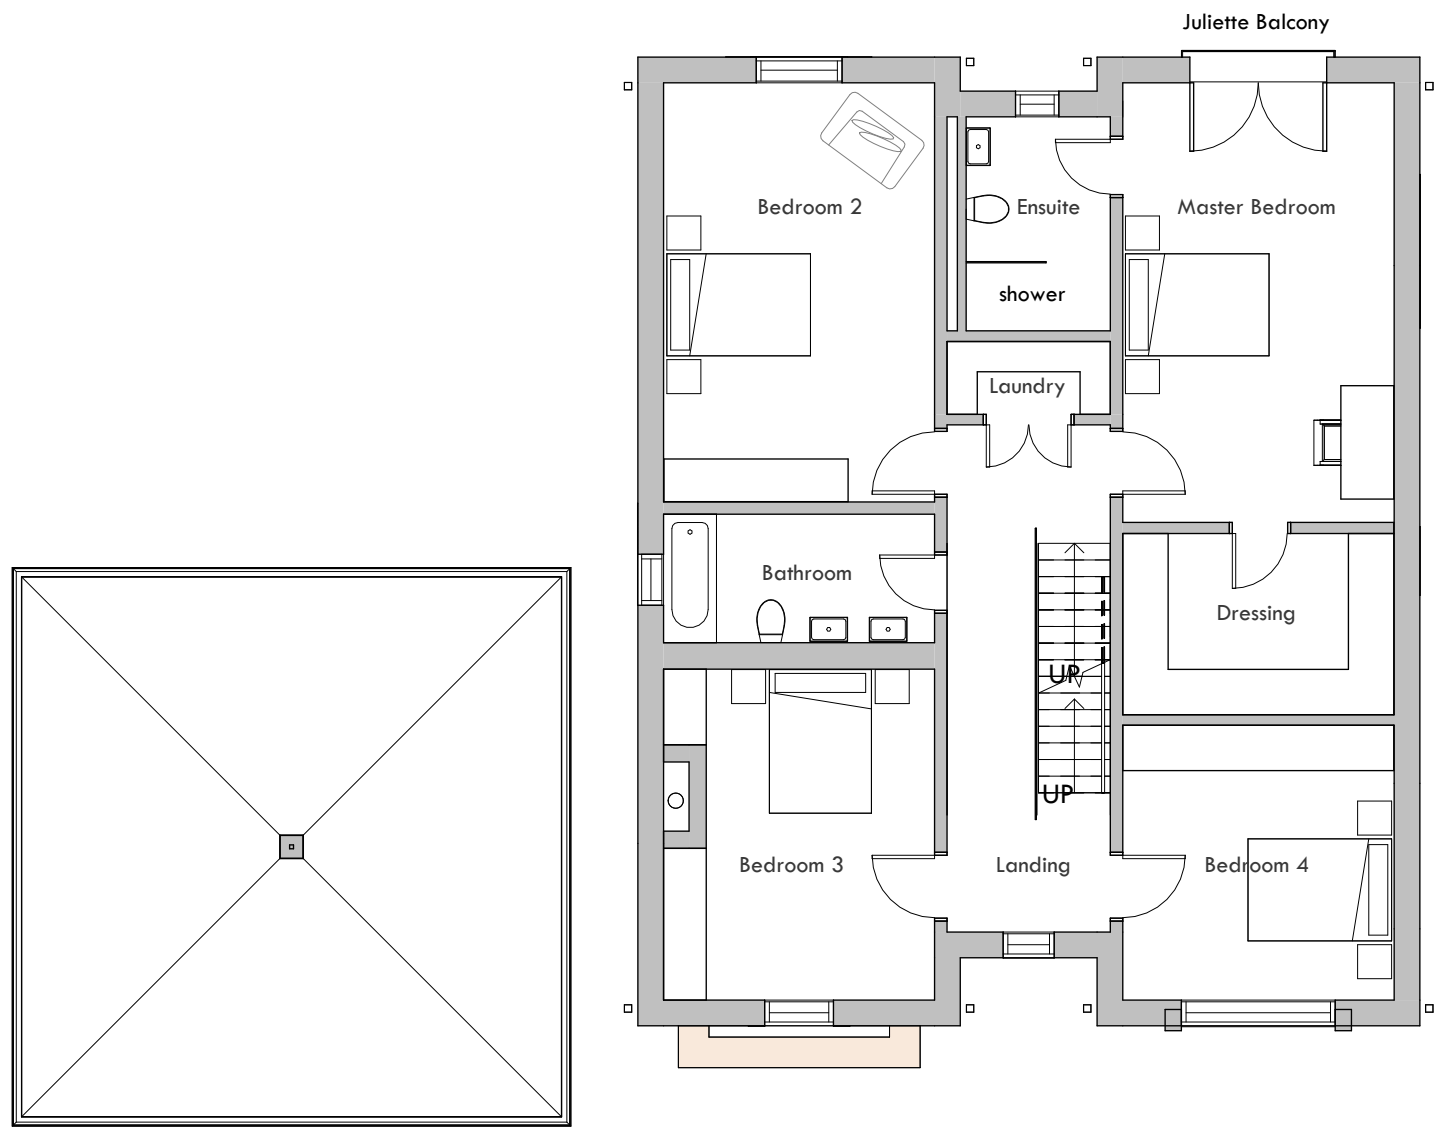 Juliette Balcony
Bedroom 2
Ensuite
Master Bedroom
shower
Laundry
Bathroom
Dressing
UP
UP
Bedroom 3
Landing
Bedroom 4